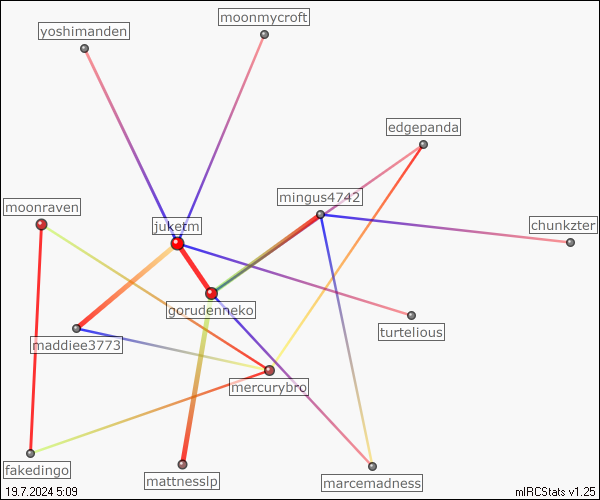 moonmycroft
yoshimanden
edgepanda
mingus4742
moonraven
juketm
chunkzter
gorudenneko
turtelious
maddiee3773
mercurybro
fakedingo
mattnesslp
marcemadness
19.7.2024 5:09
mIRCStats v1.25